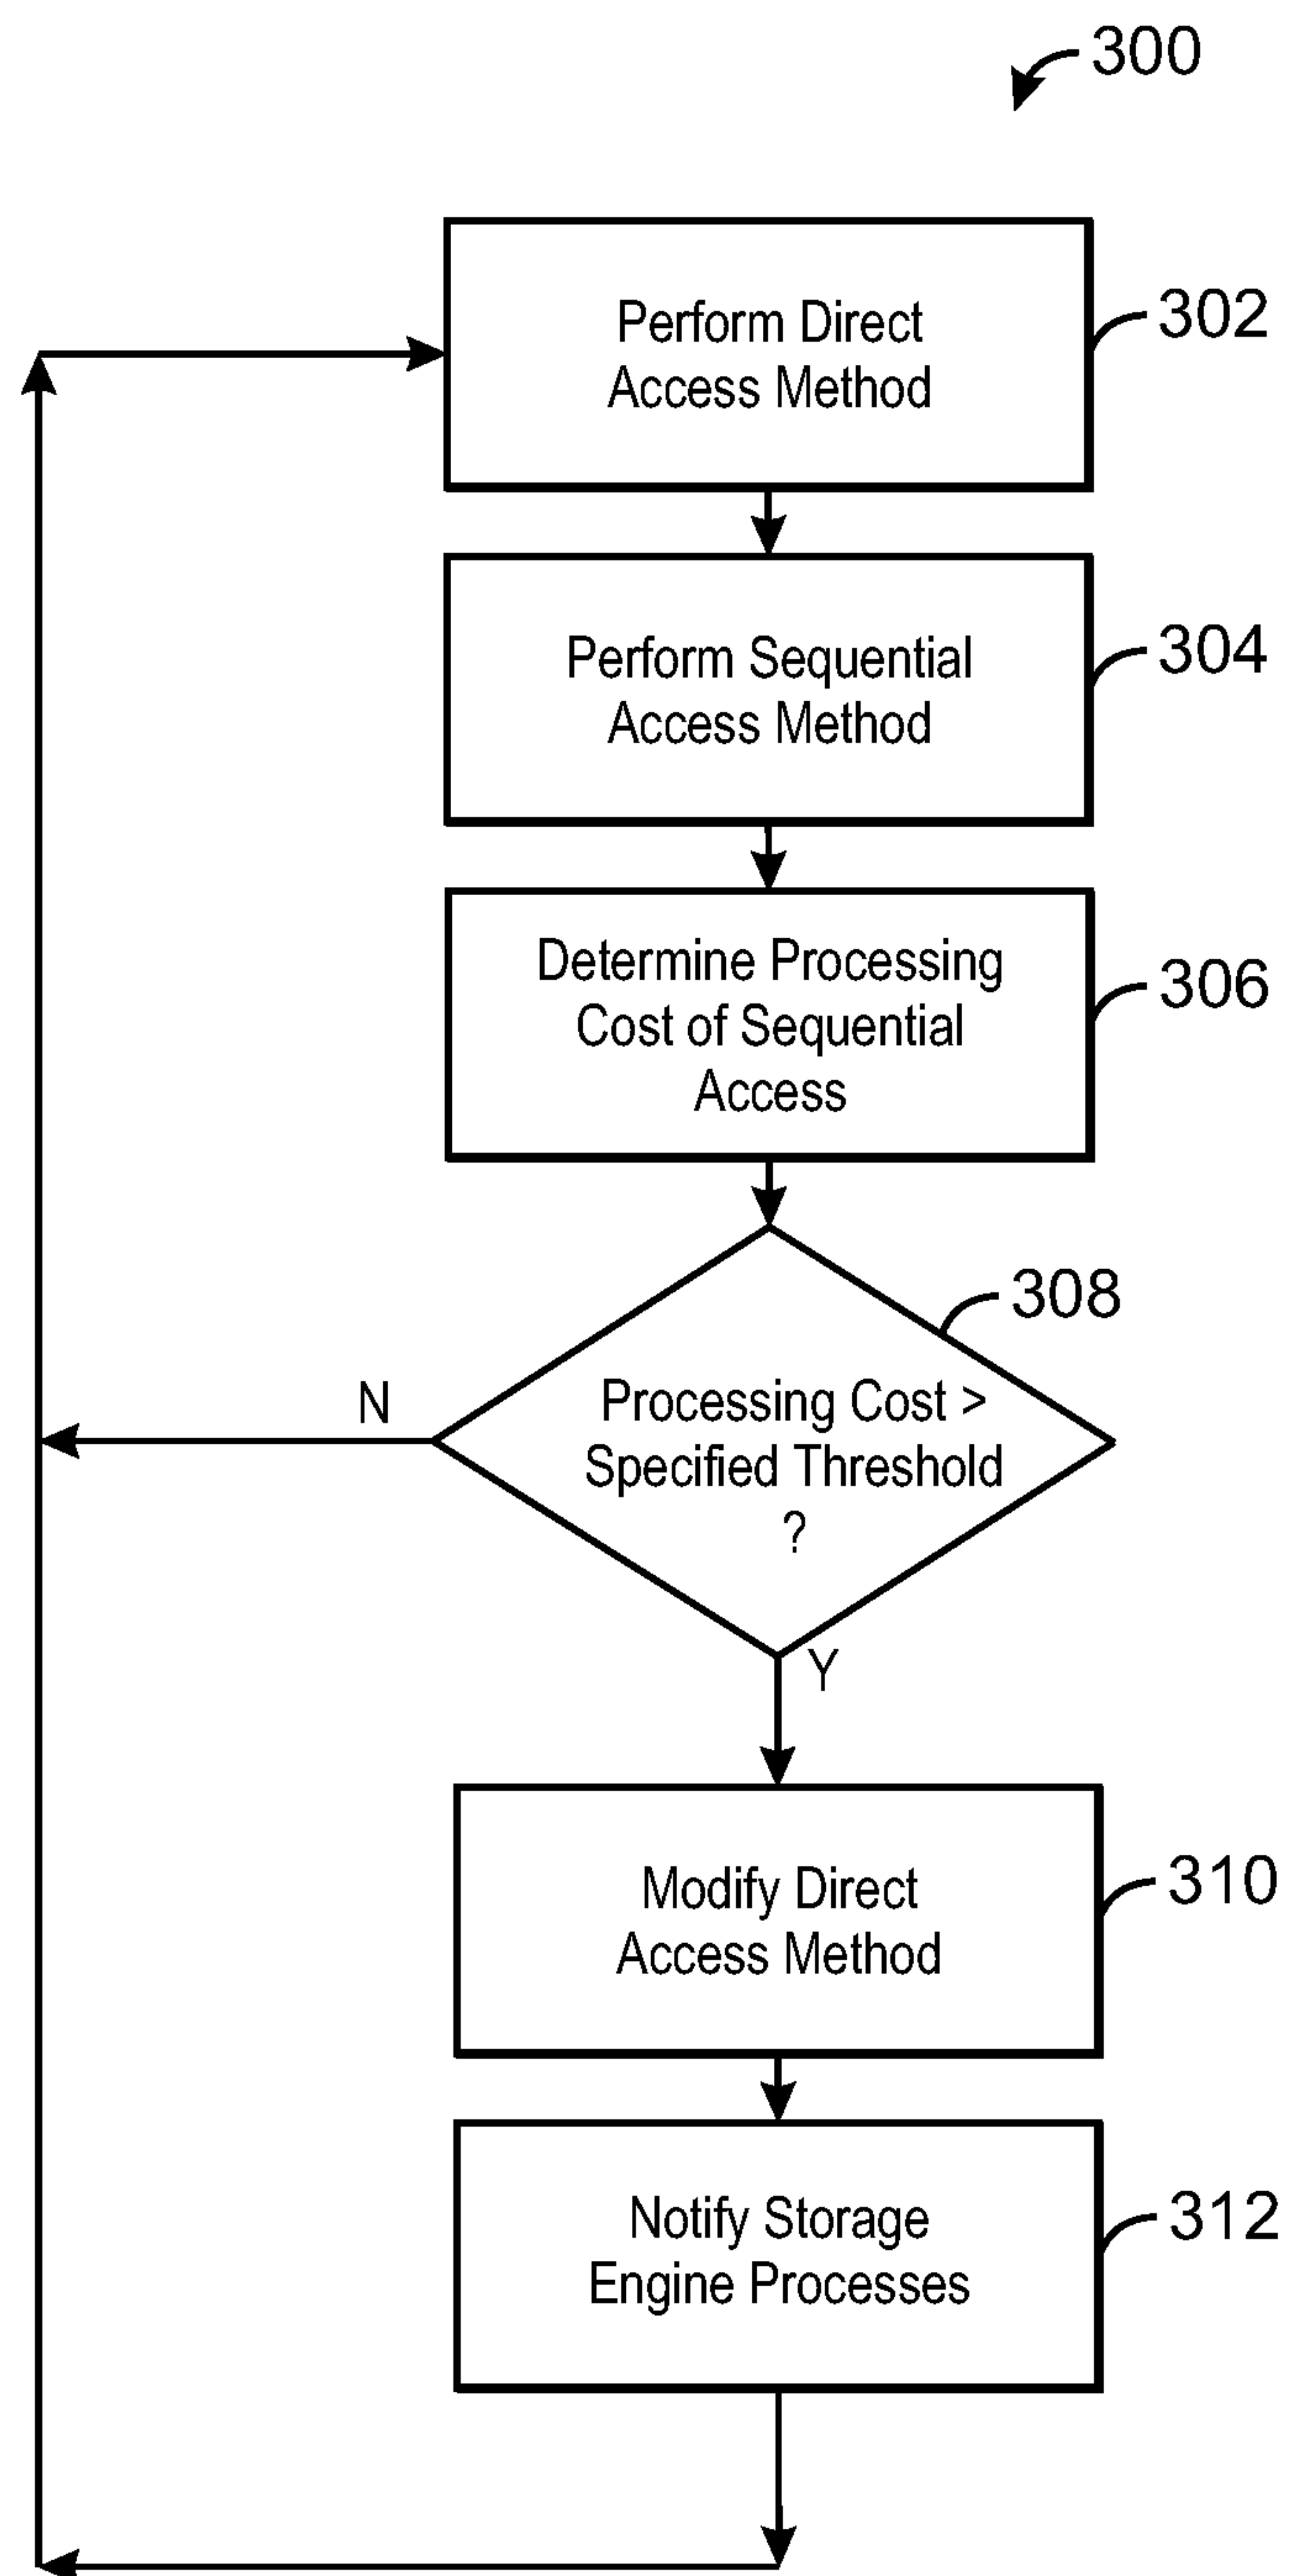 300
Perform Direct
Access Method
302
Perform Sequential
Access Method
304
Determine Processing
Cost of Sequential
Access
306
308
Processing Cost >
Specified Threshold
?
N
Y
Modify Direct
Access Method
310
Notify Storage
Engine Processes
312